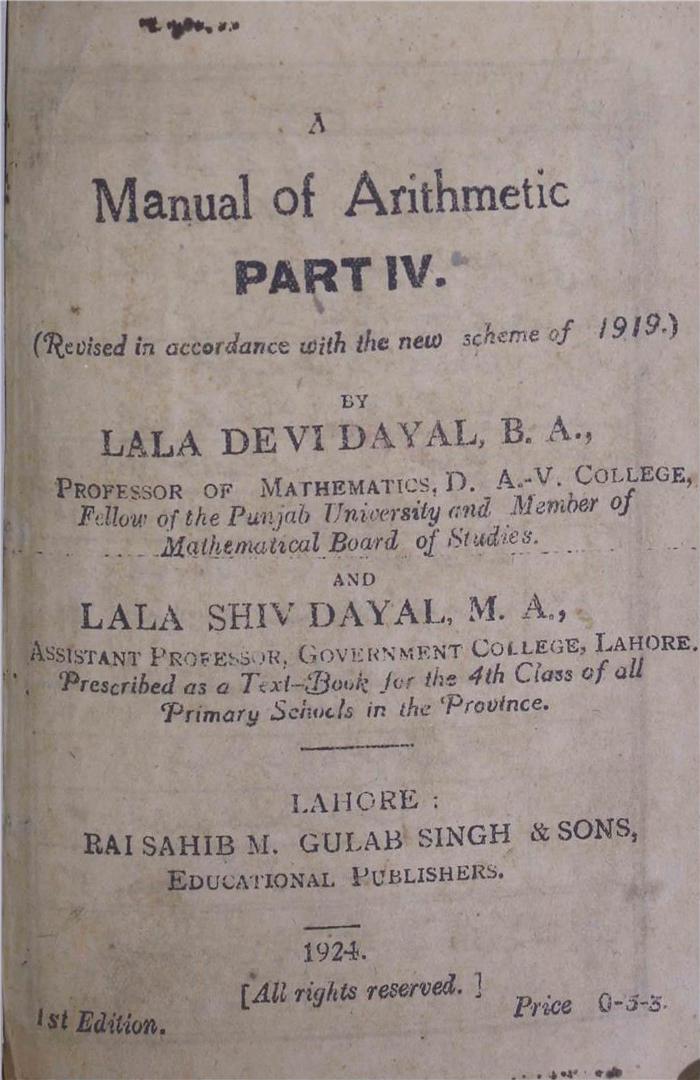 A
Manual of Arithmetic
PART IV.
(Revised in accordance with the new scheme of 1919.)
BY
LALA DEVI DAYAL, B. A.,
PROFESSOR OF MATHEMATICS, D. A.-V. COLLEGE,
Fellow of the Punjab University and Member of
Mathematical Board of Studies.
AND
LALA SHIV DAYAL, M. A.,
ASSISTANT PROFESSOR, GOVERNMENT COLLEGE, LAHORE.
Prescribed as a Text-Book for the 4th Class of all
Primary Schools in the Province.
LAHORE :
RAI SAHIB M. GULAB SINGH & SONS,
EDUCATIONAL PUBLISHERS.
1924.
[All rights reserved. ]
1st Edition.
Price 0-3-3.